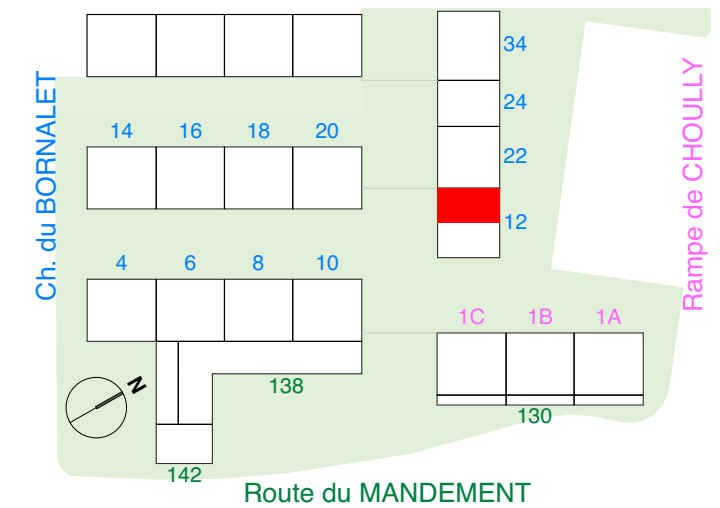 34
24
14 16 18 20
22
12
Ch. du BORNALET
Rampe de CHOULLY
4 6 8 10
1C 1B 1A
N
138
130
142
Route du MANDEMENT